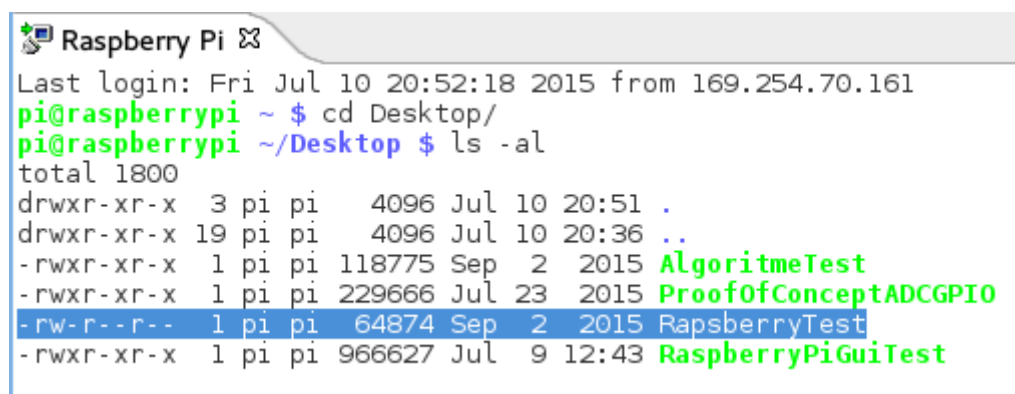 Raspberry Pi
Last login: Fri Jul 10 20:52:18 2015 from 169.254.70.161
pi@raspberrypi ~ $ cd Desktop/
pi@raspberrypi ~/Desktop $ ls -al
total 1800
drwxr-xr-x  3 pi pi   4096 Jul 10 20:51 .
drwxr-xr-x 19 pi pi   4096 Jul 10 20:36 ..
-rwxr-xr-x  1 pi pi 118775 Sep  2  2015 AlgoritmeTest
-rwxr-xr-x  1 pi pi 229666 Jul 23  2015 ProofOfConceptADCGPIO
-rw-r--r--  1 pi pi  64874 Sep  2  2015 RapsberryTest
-rwxr-xr-x  1 pi pi 966627 Jul  9 12:43 RaspberryPiGuiTest